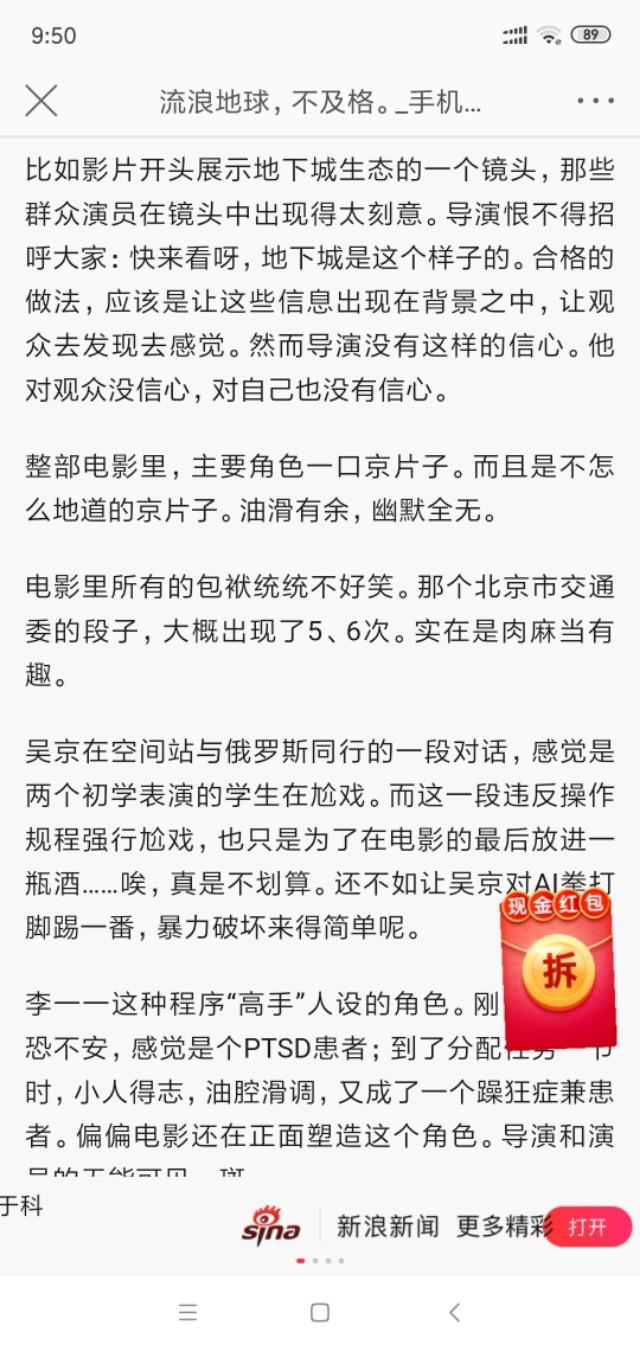 9:50
89
流浪地球，不及格。_手机...
比如影片开头展示地下城生态的一个镜头，那些
群众演员在镜头中出现得太刻意。导演恨不得招
呼大家：快来看呀，地下城是这个样子的。合格的
做法，应该是让这些信息出现在背景之中，让观
众去发现去感觉。然而导演没有这样的信心。他
对观众没信心，对自己也没有信心。
整部电影里，主要角色一口京片子。而且是不怎
么地道的京片子。油滑有余，幽默全无。
电影里所有的包袱统统不好笑。那个北京市交通
委的段子，大概出现了5、6次。实在是肉麻当有
趣。
吴京在空间站与俄罗斯同行的一段对话，感觉是
两个初学表演的学生在尬戏。而这一段违反操作
规程强行尬戏，也只是为了在电影的最后放进一
瓶酒......唉，真是不划算。还不如让吴京对AI拳打
脚踢一番，暴力破坏来得简单呢。
现金红包
拆
李一一这种程序“高手”人设的角色。刚
恐不安，感觉是个PTSD患者；到了分配任务一节
时，小人得志，油腔滑调，又成了一个躁狂症兼患
者。偏偏电影还在正面塑造这个角色。导演和演
于科
sina
新浪新闻 更多精彩
打开